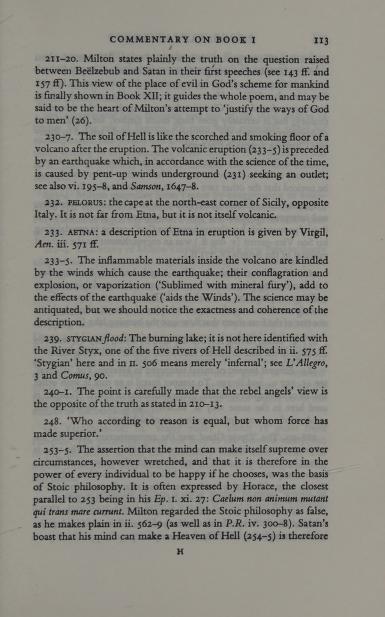 COMMENTARY ON BOOK I 113
211–20. Milton states plainly the truth on the question raised
between Beëlzebub and Satan in their first speeches (see 143 ff. and
157 ff). This view of the place of evil in God's scheme for mankind
is finally shown in Book XII; it guides the whole poem, and may be
said to be the heart of Milton's attempt to 'justify the ways of God
to men' (26).
230–7. The soil of Hell is like the scorched and smoking floor of a
volcano after the eruption. The volcanic eruption (233–5) is preceded
by an earthquake which, in accordance with the science of the time,
is caused by pent-up winds underground (231) seeking an outlet;
see also vi. 195–8, and Samson, 1647–8.
232. PELORUS: the cape at the north-east corner of Sicily, opposite
Italy. It is not far from Etna, but it is not itself volcanic.
233. AETNA: a description of Etna in eruption is given by Virgil,
Aen. iii. 571 ff.
233–5. The inflammable materials inside the volcano are kindled
by the winds which cause the earthquake; their conflagration and
explosion, or vaporization ('Sublimed with mineral fury'), add to
the effects of the earthquake ('aids the Winds'). The science may be
antiquated, but we should notice the exactness and coherence of the
description.
239. STYGIAN flood: The burning lake; it is not here identified with
the River Styx, one of the five rivers of Hell described in ii. 575 ff.
'Stygian' here and in II. 506 means merely 'infernal'; see L'Allegro,
3 and Comus, 90.
240–1. The point is carefully made that the rebel angels' view is
the opposite of the truth as stated in 210–13.
248. 'Who according to reason is equal, but whom force has
made superior.'
253–5. The assertion that the mind can make itself supreme over
circumstances, however wretched, and that it is therefore in the
power of every individual to be happy if he chooses, was the basis
of Stoic philosophy. It is often expressed by Horace, the closest
parallel to 253 being in his Ep. I. xi. 27: Caelum non animum mutant
qui trans mare currunt. Milton regarded the Stoic philosophy as false,
as he makes plain in ii. 562–9 (as well as in P.R. iv. 300–8). Satan's
boast that his mind can make a Heaven of Hell (254–5) is therefore
H